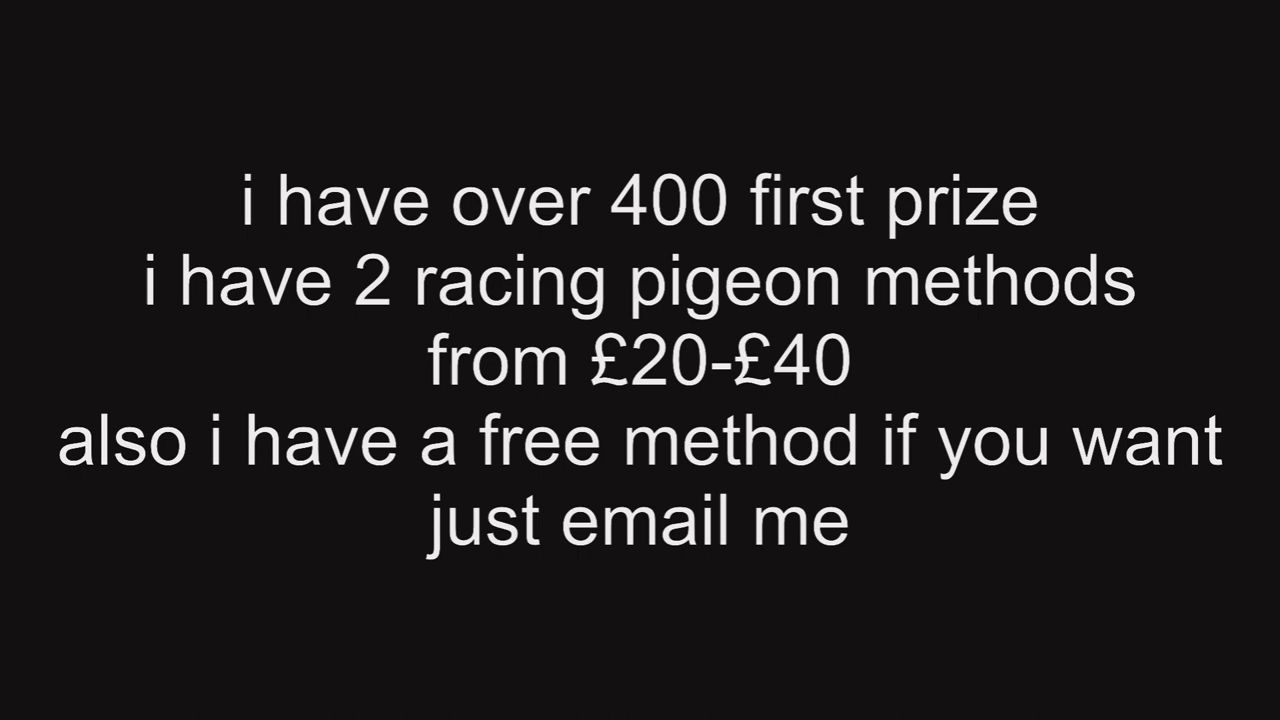 i have over 400 first prize
i have 2 racing pigeon methods
from £20-£40
also i have a free method if you want
just email me